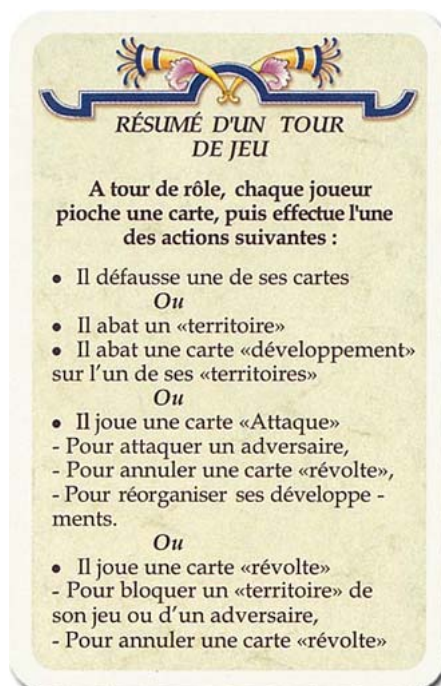 RÉSUMÉ D'UN TOUR
DE JEU
A tour de rôle, chaque joueur
pioche une carte, puis effectue l'une
des actions suivantes :
• Il défausse une de ses cartes
Ou
• Il abat un «territoire»
• Il abat une carte «développement»
sur l'un de ses «territoires»
Ou
• Il joue une carte «Attaque»
- Pour attaquer un adversaire,
- Pour annuler une carte «révolte»,
- Pour réorganiser ses développe -
ments.
Ou
• Il joue une carte «révolte»
- Pour bloquer un «territoire» de
son jeu ou d'un adversaire,
- Pour annuler une carte «révolte»